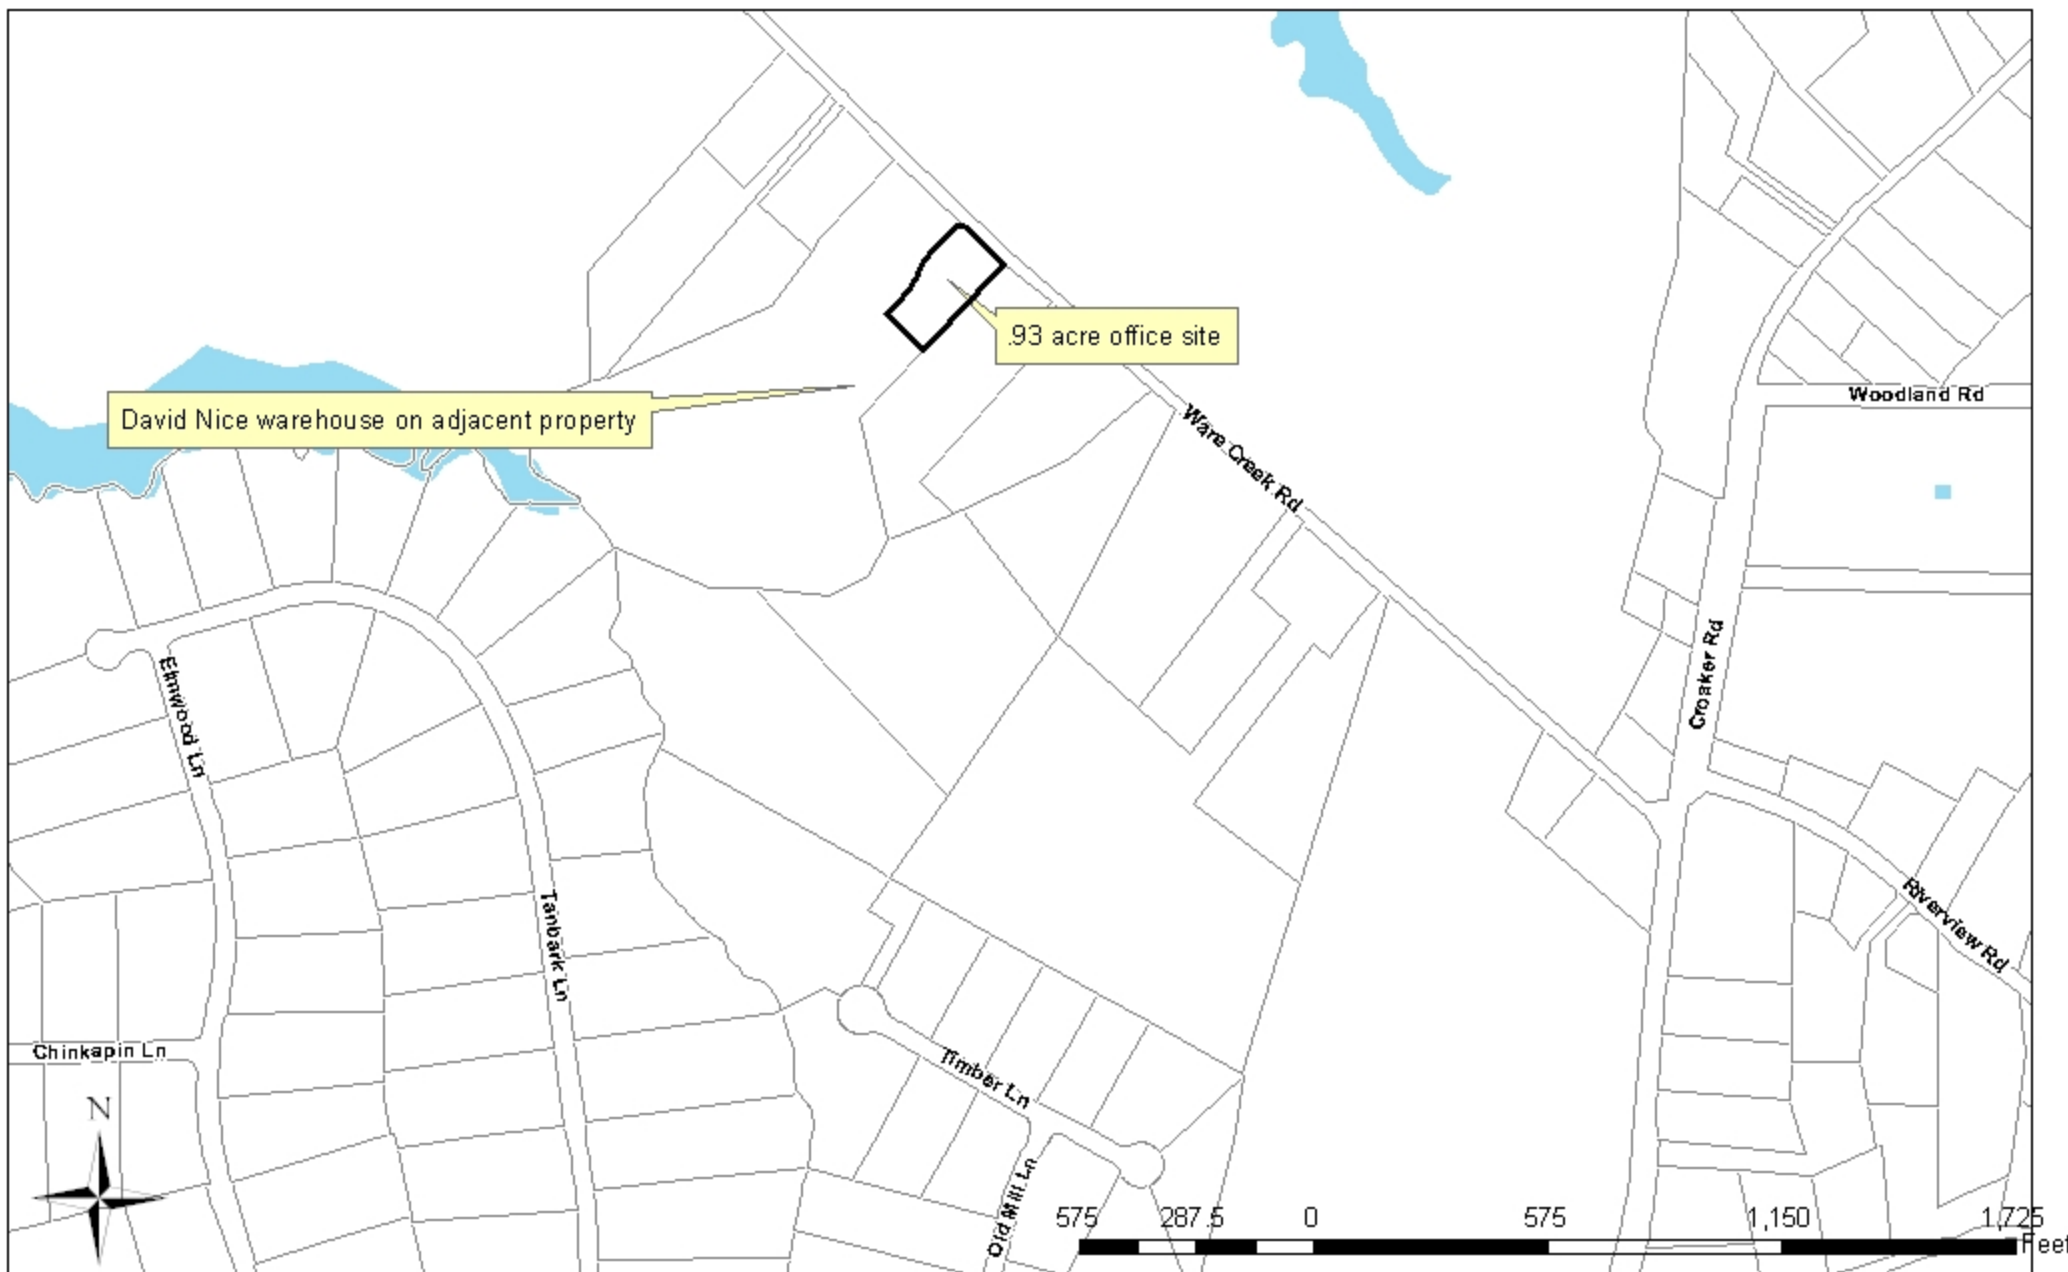 .93 acre office site
David Nice warehouse on adjacent property
Woodland Rd
Ware Creek Rd
Croaker Rd
Elmwood Ln
Riverview Rd
Tanbark Ln
Chinkapin Ln
Timber Ln
N
Old Mill Ln
575 287.5 0 575 1,150 1,725
Feet